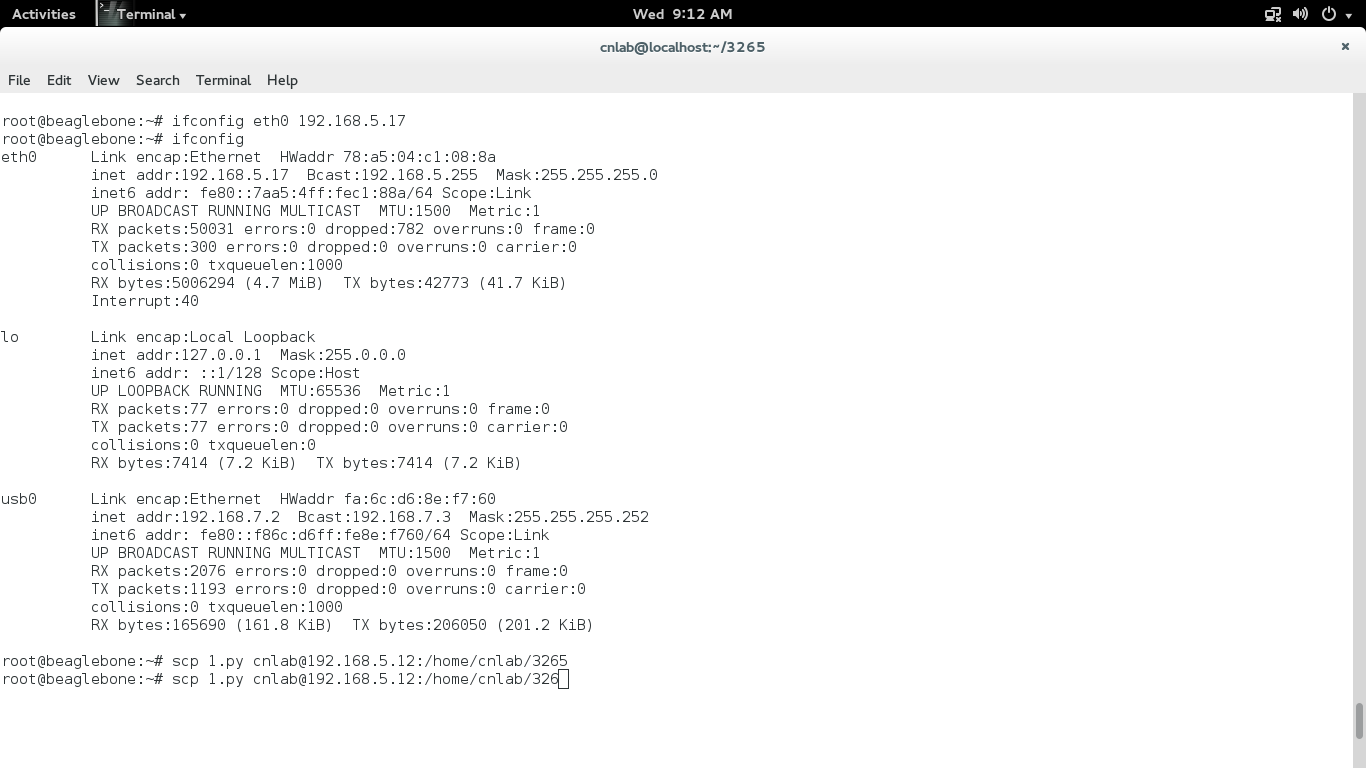 Activities Terminal Wed 9:12 AM
cnlab@localhost:~/3265 ×
File Edit View Search Terminal Help
root@beaglebone:~# ifconfig eth0 192.168.5.17
root@beaglebone:~# ifconfig
eth0 Link encap:Ethernet HWaddr 78:a5:04:c1:08:8a
inet addr:192.168.5.17 Bcast:192.168.5.255 Mask:255.255.255.0
inet6 addr: fe80::7aa5:4ff:fec1:88a/64 Scope:Link
UP BROADCAST RUNNING MULTICAST MTU:1500 Metric:1
RX packets:50031 errors:0 dropped:782 overruns:0 frame:0
TX packets:300 errors:0 dropped:0 overruns:0 carrier:0
collisions:0 txqueuelen:1000
RX bytes:5006294 (4.7 MiB) TX bytes:42773 (41.7 KiB)
Interrupt:40
lo Link encap:Local Loopback
inet addr:127.0.0.1 Mask:255.0.0.0
inet6 addr: ::1/128 Scope:Host
UP LOOPBACK RUNNING MTU:65536 Metric:1
RX packets:77 errors:0 dropped:0 overruns:0 frame:0
TX packets:77 errors:0 dropped:0 overruns:0 carrier:0
collisions:0 txqueuelen:0
RX bytes:7414 (7.2 KiB) TX bytes:7414 (7.2 KiB)
usb0 Link encap:Ethernet HWaddr fa:6c:d6:8e:f7:60
inet addr:192.168.7.2 Bcast:192.168.7.3 Mask:255.255.255.252
inet6 addr: fe80::f86c:d6ff:fe8e:f760/64 Scope:Link
UP BROADCAST RUNNING MULTICAST MTU:1500 Metric:1
RX packets:2076 errors:0 dropped:0 overruns:0 frame:0
TX packets:1193 errors:0 dropped:0 overruns:0 carrier:0
collisions:0 txqueuelen:1000
RX bytes:165690 (161.8 KiB) TX bytes:206050 (201.2 KiB)
root@beaglebone:~# scp 1.py cnlab@192.168.5.12:/home/cnlab/3265
root@beaglebone:~# scp 1.py cnlab@192.168.5.12:/home/cnlab/326